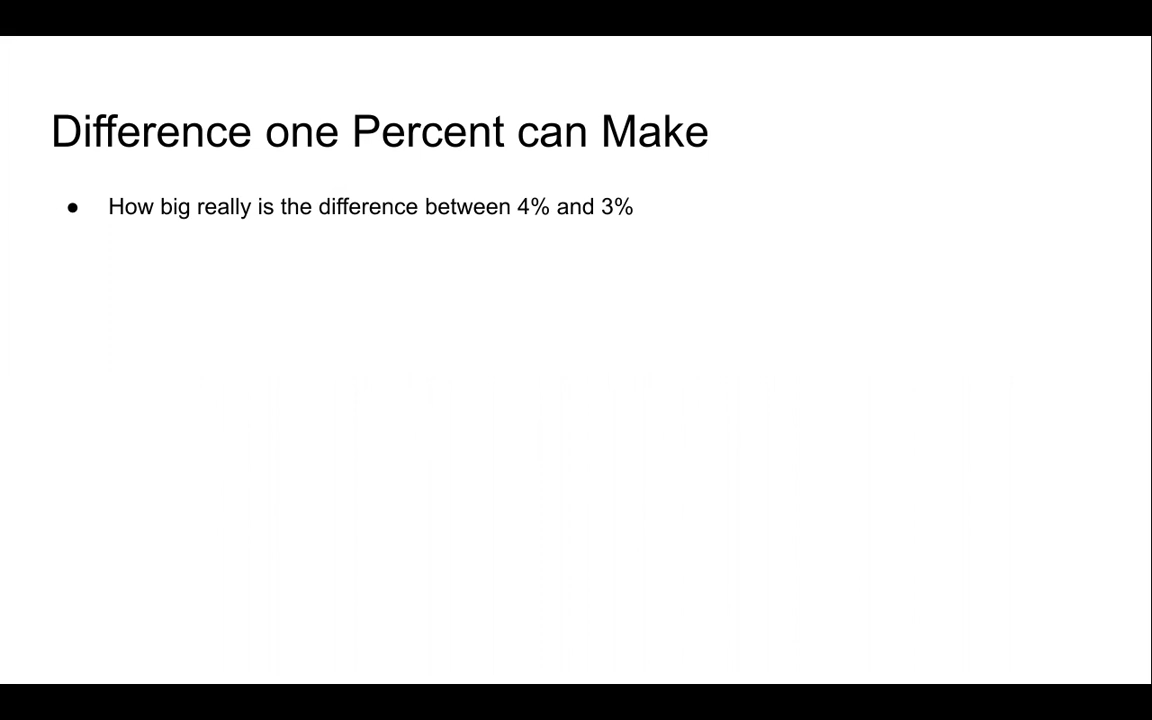 Difference one Percent can Make
● How big really is the difference between 4% and 3%